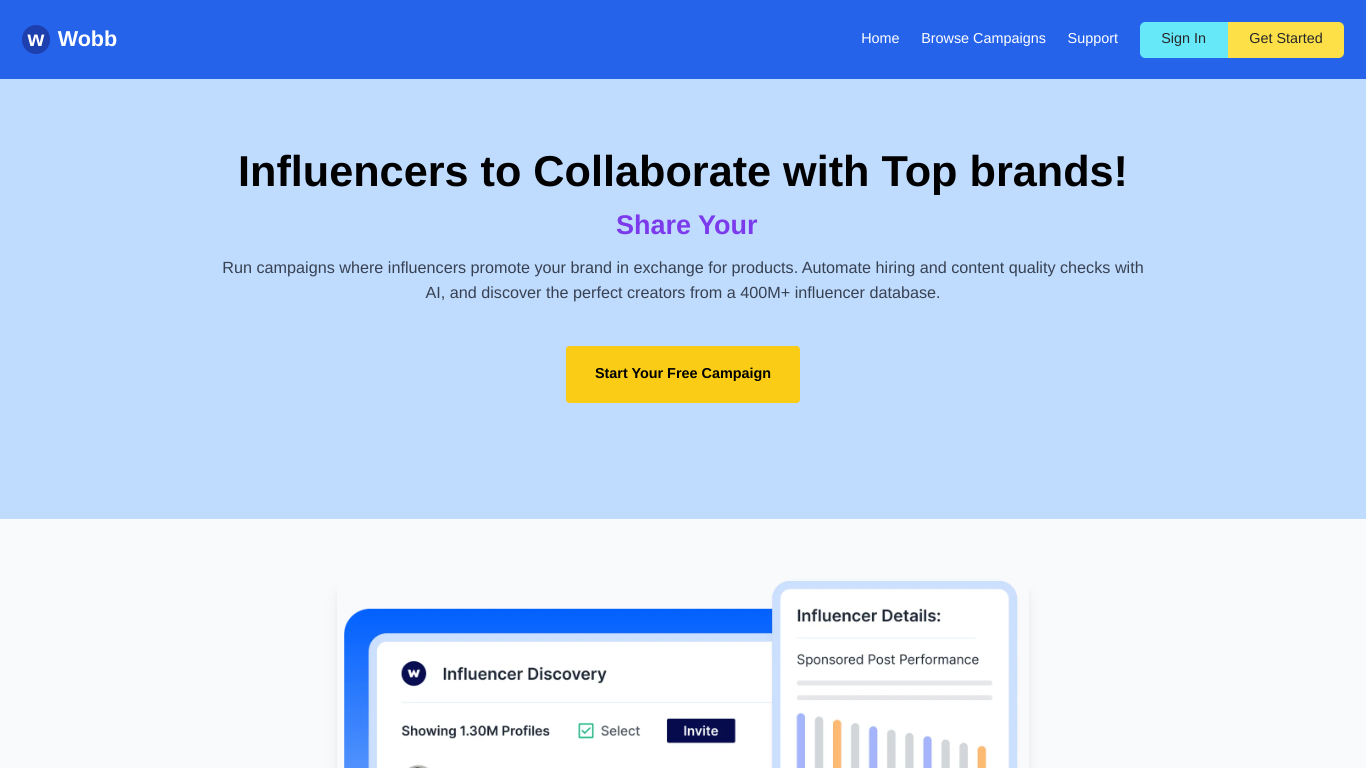 w Wobb
Home Browse Campaigns Support Sign In Get Started
Influencers to Collaborate with Top brands!
Share Your
Run campaigns where influencers promote your brand in exchange for products. Automate hiring and content quality checks with
AI, and discover the perfect creators from a 400M+ influencer database.
Start Your Free Campaign
Influencer Details:
Sponsored Post Performance
w Influencer Discovery
Showing 1.30M Profiles Select Invite